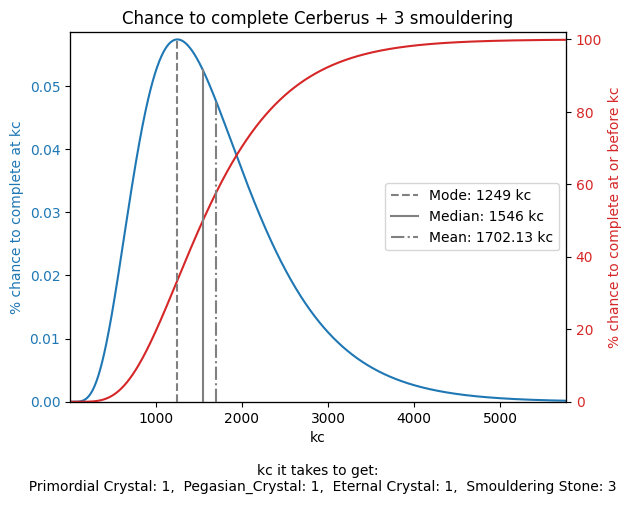 Chance to complete Cerberus + 3 smouldering
% chance to complete at kc
0.05
0.04
0.03
0.02
0.01
0.00
100
80
60
40
20
0
% chance to complete at or before kc
Mode: 1249 kc
Median: 1546 kc
Mean: 1702.13 kc
1000 2000 3000 4000 5000
kc
kc it takes to get:
Primordial Crystal: 1, Pegasian_Crystal: 1, Eternal Crystal: 1, Smouldering Stone: 3